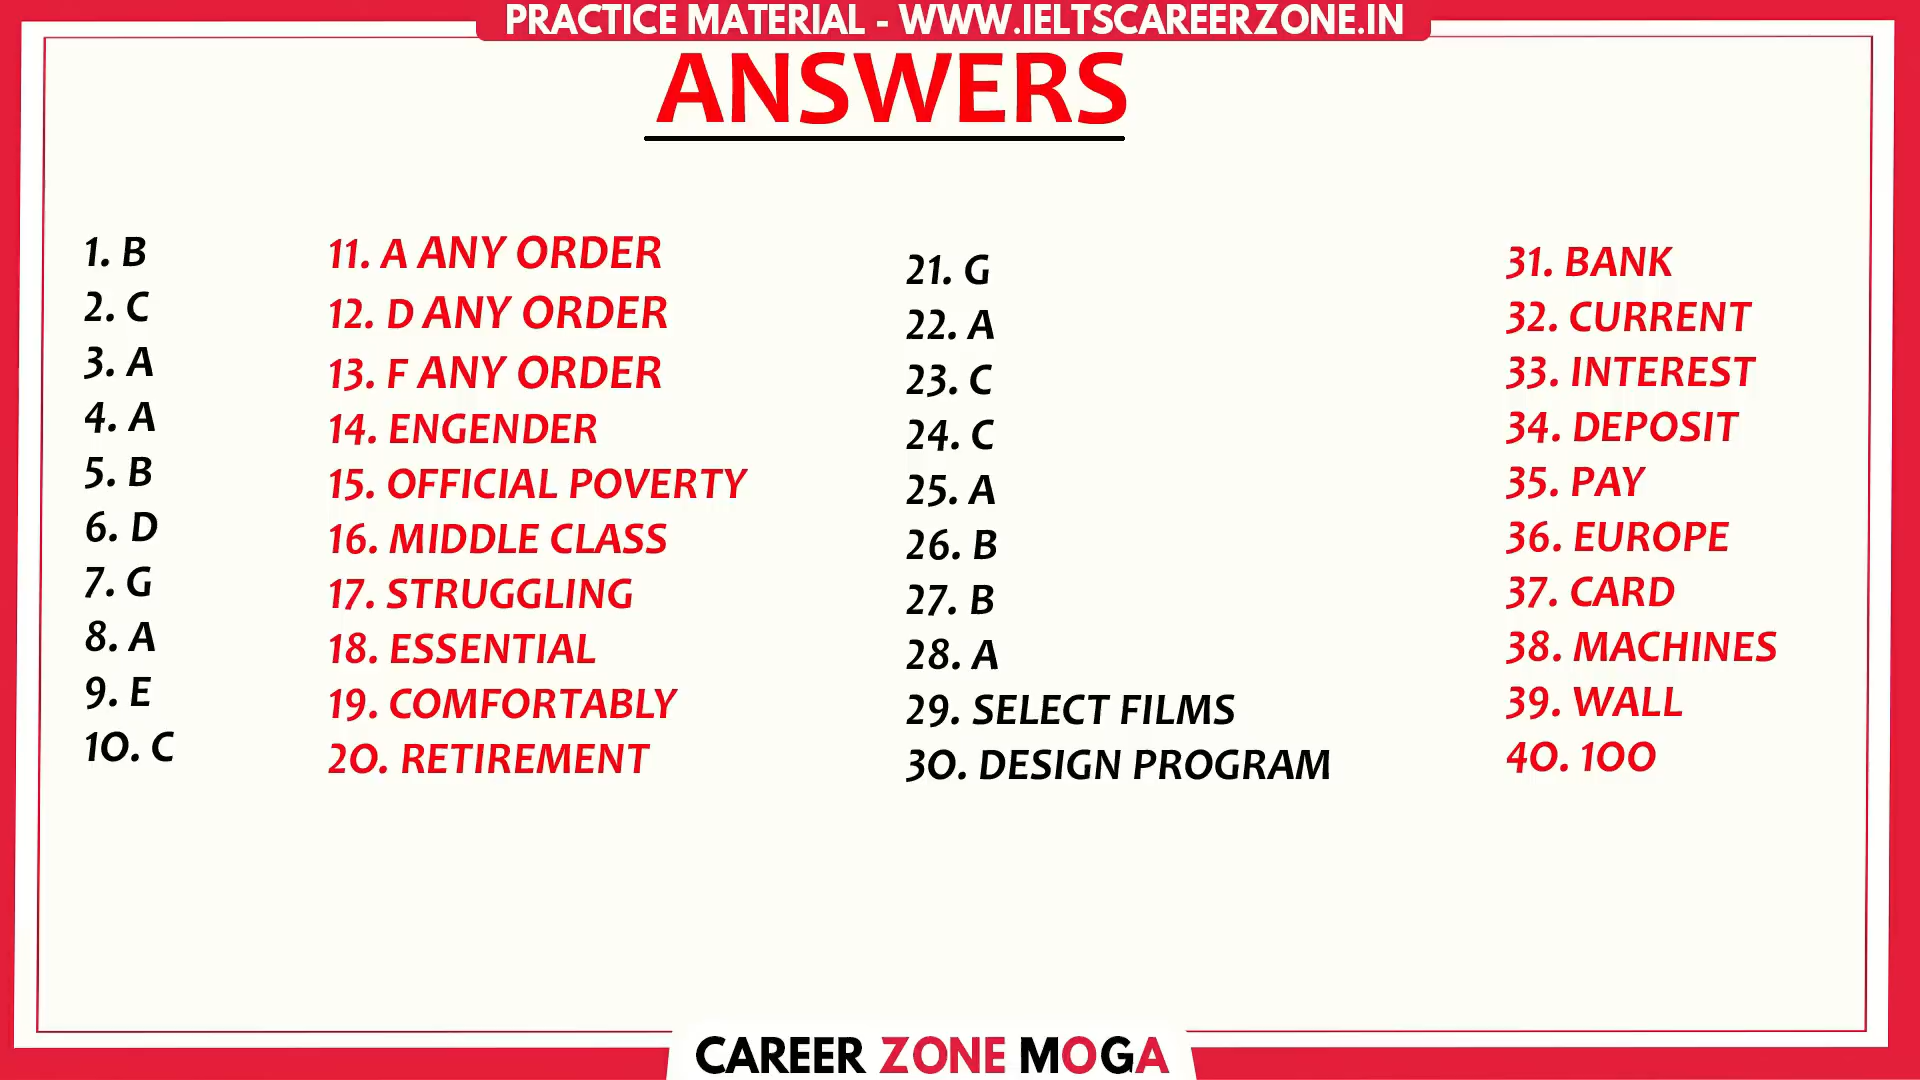 PRACTICE MATERIAL - WWW.IELTSCAREERZONE.IN
ANSWERS
1. B
2. C
3. A
4. A
5. B
6. D
7. G
8. A
9. E
10. C
11. A ANY ORDER
12. D ANY ORDER
13. F ANY ORDER
14. ENGENDER
15. OFFICIAL POVERTY
16. MIDDLE CLASS
17. STRUGGLING
18. ESSENTIAL
19. COMFORTABLY
20. RETIREMENT
21. G
22. A
23. C
24. C
25. A
26. B
27. B
28. A
29. SELECT FILMS
30. DESIGN PROGRAM
31. BANK
32. CURRENT
33. INTEREST
34. DEPOSIT
35. PAY
36. EUROPE
37. CARD
38. MACHINES
39. WALL
40. 100
CAREER ZONE MOGA